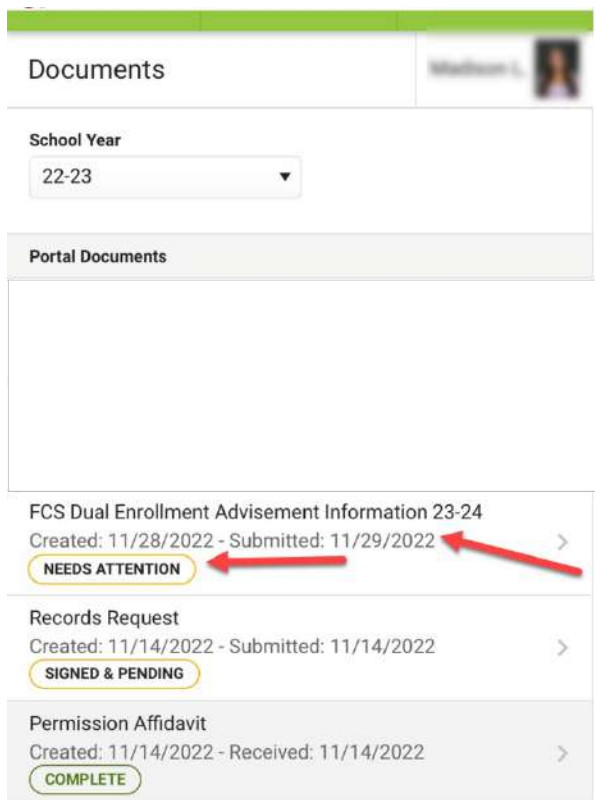 Documents
School Year
22-23
Portal Documents
FCS Dual Enrollment Advisement Information 23-24
Created: 11/28/2022 - Submitted: 11/29/2022
NEEDS ATTENTION
Records Request
Created: 11/14/2022 - Submitted: 11/14/2022
SIGNED & PENDING
Permission Affidavit
Created: 11/14/2022 - Received: 11/14/2022
COMPLETE